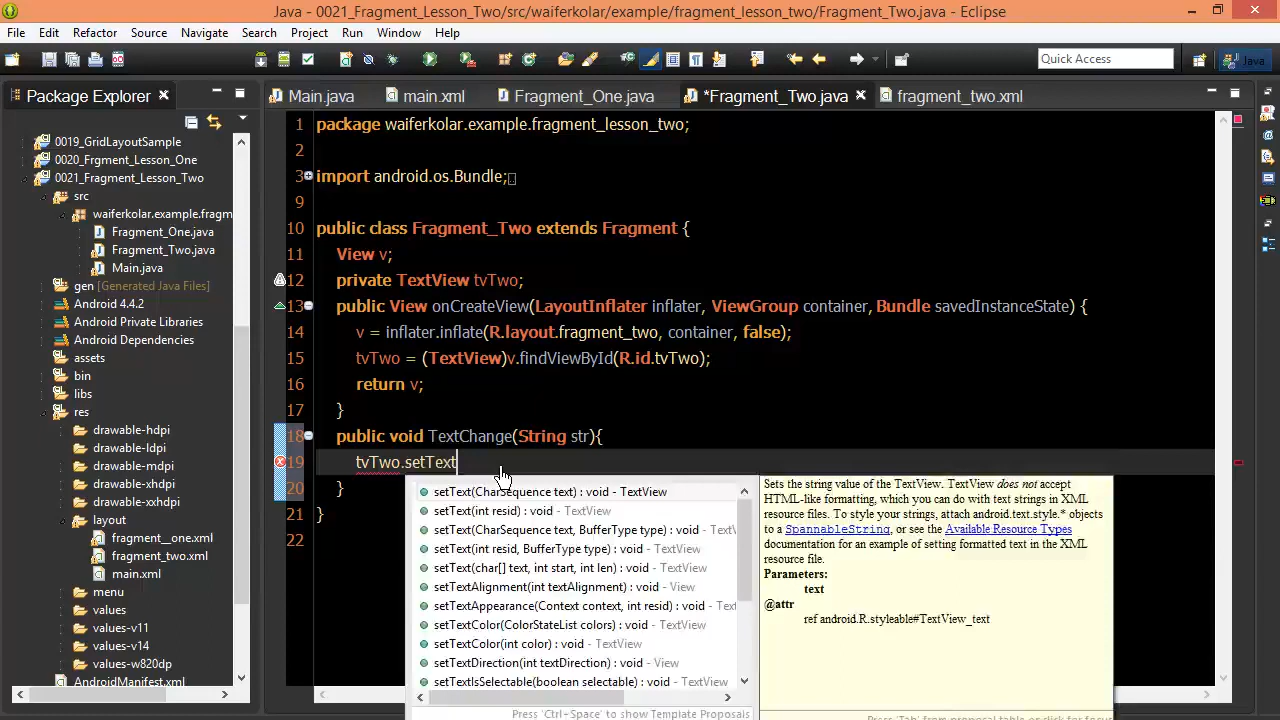 Java - 0021_Fragment_Lesson_Two/src/waiferkolar/example/fragment_lesson_two/Fragment_Two.java - Eclipse
File Edit Refactor Source Navigate Search Project Run Window Help
Quick Access
Java
Package Explorer
Main.java
main.xml
Fragment_One.java
*Fragment_Two.java
fragment_two.xml
0019_GridLayoutSample
0020_Frgment_Lesson_One
0021_Fragment_Lesson_Two
src
waiferkolar.example.fragm
Fragment_One.java
Fragment_Two.java
Main.java
gen [Generated Java Files]
Android 4.4.2
Android Private Libraries
Android Dependencies
assets
bin
libs
res
drawable-hdpi
drawable-ldpi
drawable-mdpi
drawable-xhdpi
drawable-xxhdpi
layout
fragment__one.xml
fragment_two.xml
main.xml
menu
values
values-v11
values-v14
values-w820dp
AndroidManifest.xml
1 package waiferkolar.example.fragment_lesson_two;
2
3 import android.os.Bundle;
9
10 public class Fragment_Two extends Fragment {
11 View v;
12 private TextView tvTwo;
13 public View onCreateView(LayoutInflater inflater, ViewGroup container, Bundle savedInstanceState) {
14 v = inflater.inflate(R.layout.fragment_two, container, false);
15 tvTwo = (TextView)v.findViewById(R.id.tvTwo);
16 return v;
17 }
18 public void TextChange(String str){
19 tvTwo.setText
20 }
21 }
22
setText(CharSequence text) : void - TextView
setText(int resid) : void - TextView
setText(CharSequence text, BufferType type) : void - TextV
setText(int resid, BufferType type) : void - TextView
setText(char[] text, int start, int len) : void - TextView
setTextAlignment(int textAlignment) : void - View
setTextAppearance(Context context, int resid) : void - Text
setTextColor(ColorStateList colors) : void - TextView
setTextColor(int color) : void - TextView
setTextDirection(int textDirection) : void - View
setTextIsSelectable(boolean selectable) : void - TextView
Press 'Ctrl-Space' to show Template Proposals
Sets the string value of the TextView. TextView does not accept
HTML-like formatting, which you can do with text strings in XML
resource files. To style your strings, attach android.text.style.* objects
to a SpannableString, or see the Available Resource Types
documentation for an example of setting formatted text in the XML
resource file.
Parameters:
text
@attr
ref android.R.styleable#TextView_text
Press 'Tab' from proposal table or click for focus